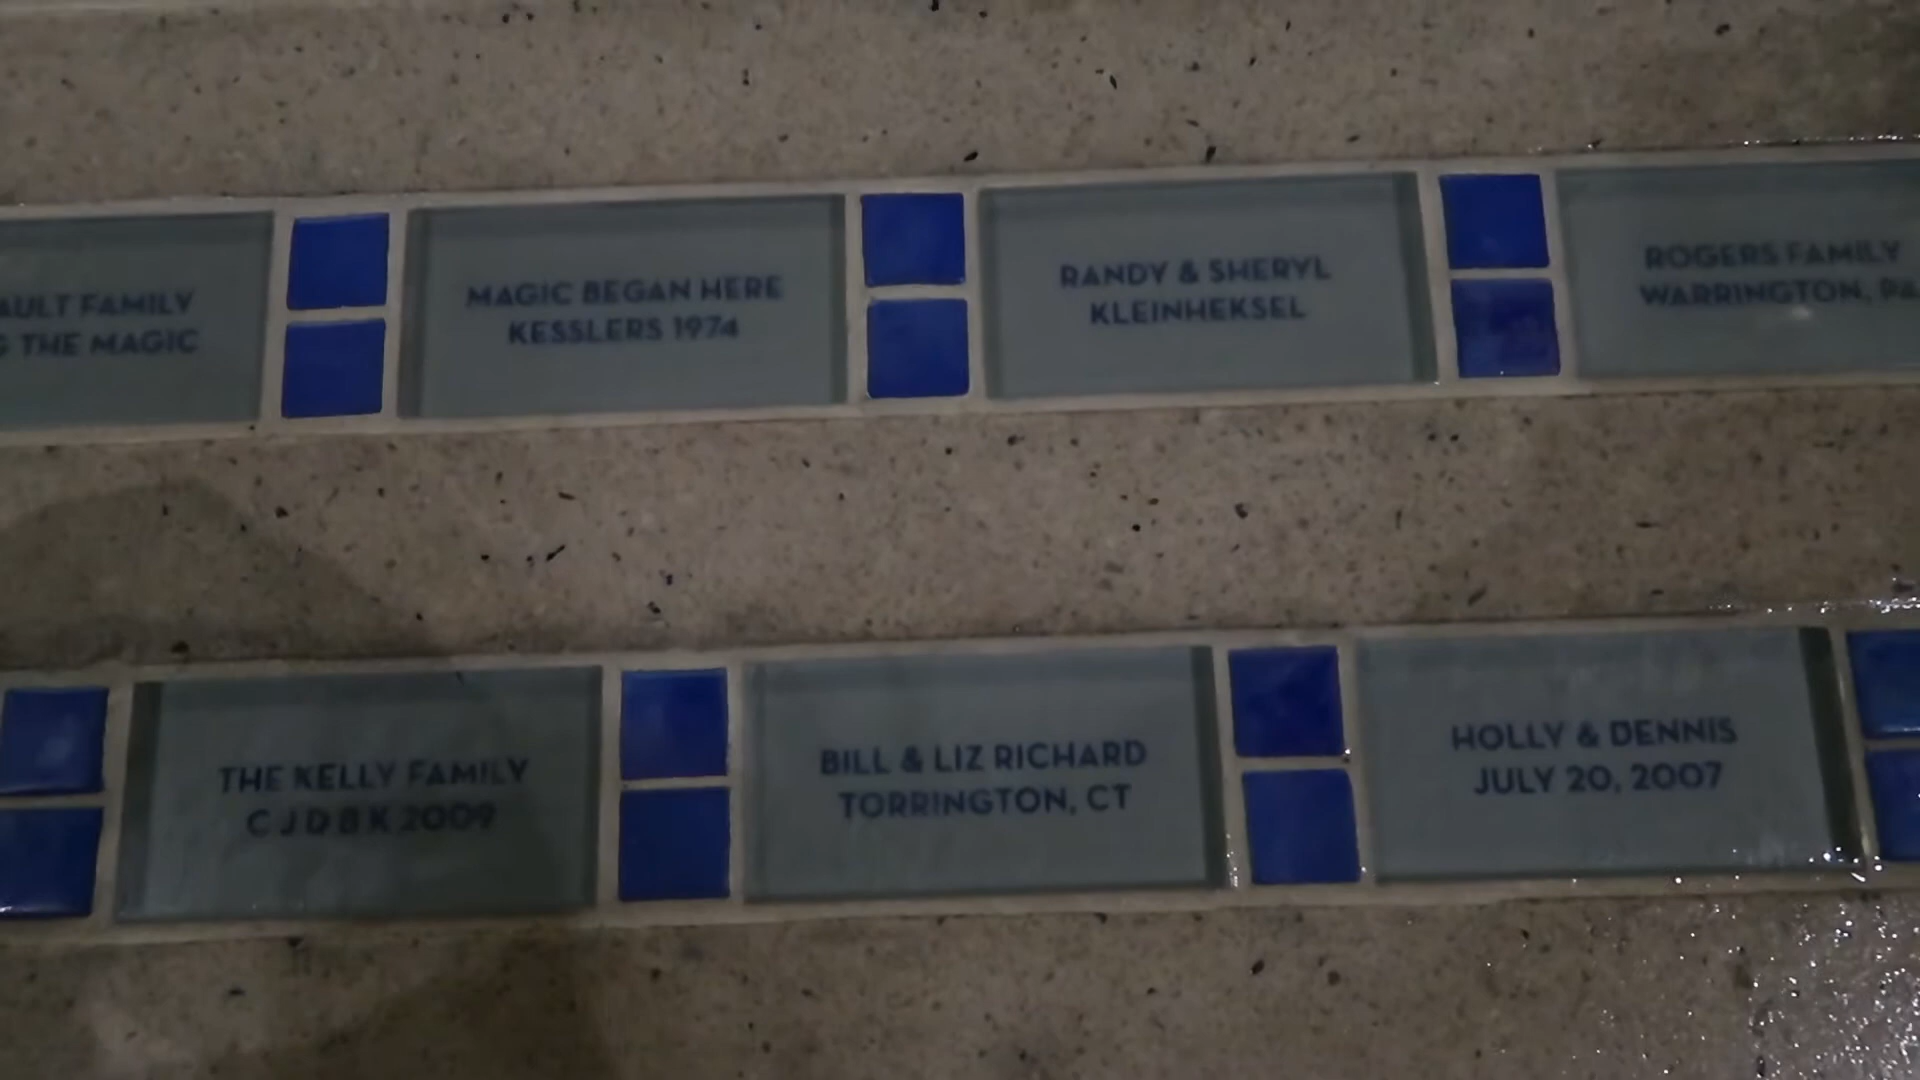 AULT FAMILY
THE MAGIC
MAGIC BEGAN HERE
KESSLERS 1974
RANDY & SHERYL
KLEINHEKSEL
ROGERS FAMILY
WARRINGTON, PA
THE KELLY FAMILY
C J D B K 2009
BILL & LIZ RICHARD
TORRINGTON, CT
HOLLY & DENNIS
JULY 20, 2007